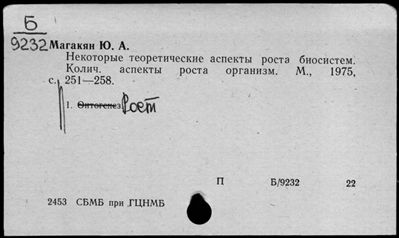 Б
9232
Магакян Ю. А.
Некоторые теоретические аспекты роста биосистем.
Колич. аспекты роста организм. М., 1975,
с. 251—258.
1. Онтогенез Рост
П Б/9232 22
2453 СБМБ при ГЦНМБ